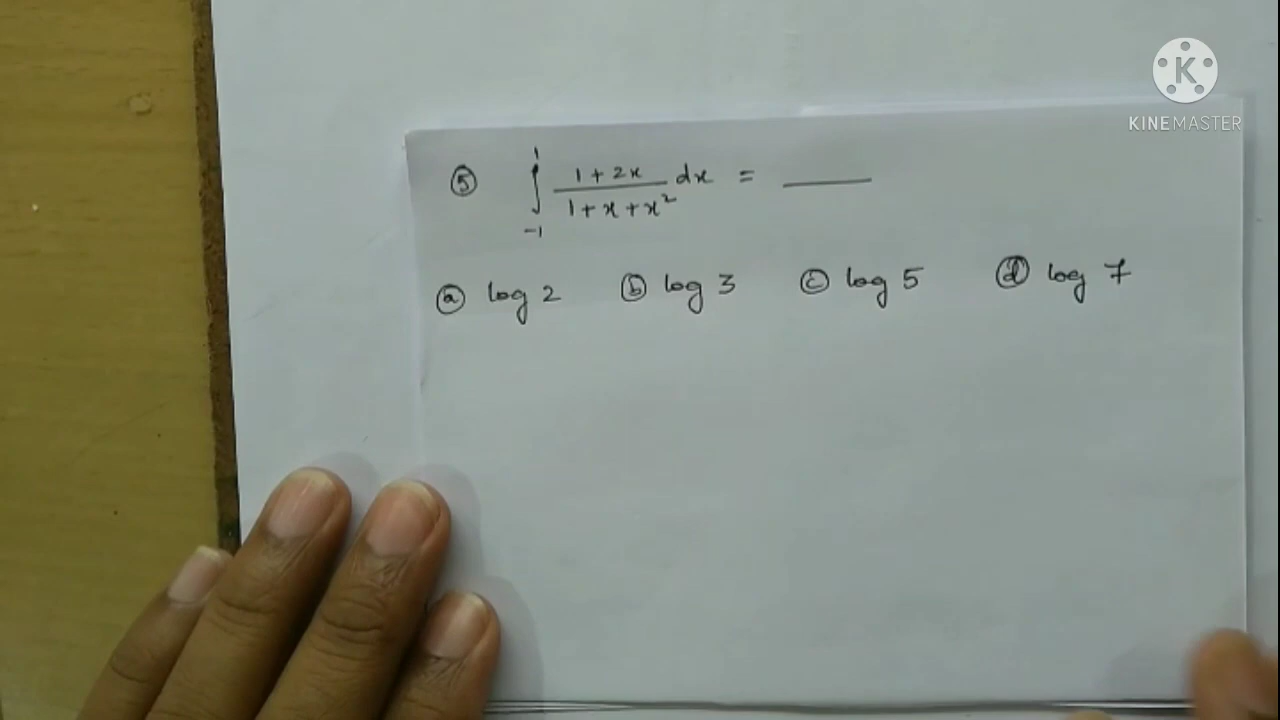 KINEMASTER
⑤ ∫₋₁¹ (1 + 2x)/(1 + x + x²) dx = ____
ⓐ log 2 ⓑ log 3 ⓒ log 5 ⓓ log 7